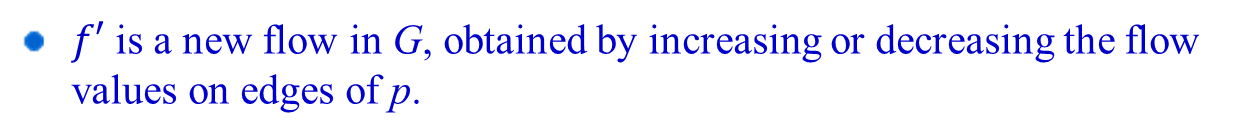 • f′ is a new flow in G, obtained by increasing or decreasing the flow
values on edges of p.